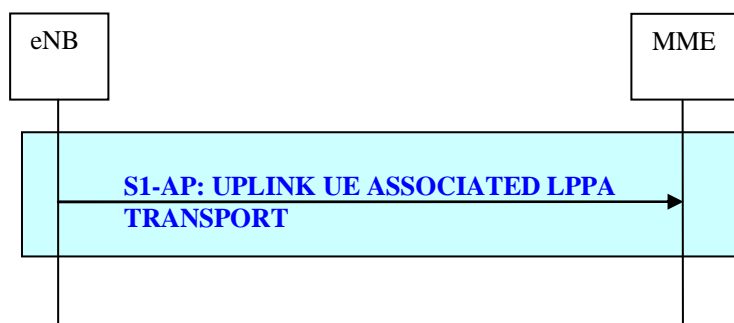 eNB
MME
S1-AP: UPLINK UE ASSOCIATED LPPA
TRANSPORT